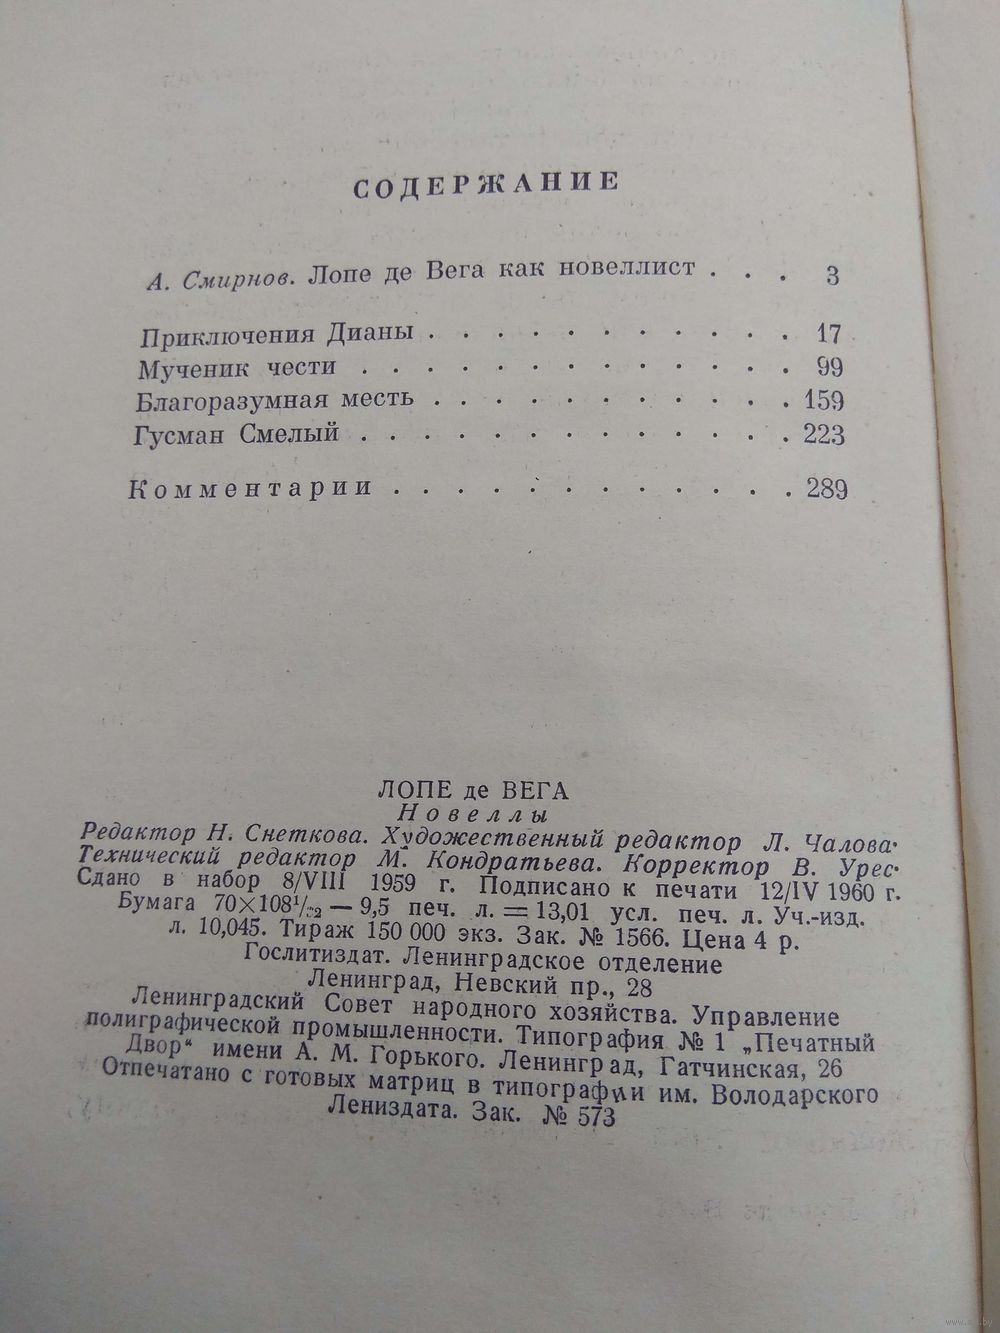 СОДЕРЖАНИЕ
А. Смирнов. Лопе де Вега как новеллист . . . 3
Приключения Дианы . . . . . . . . . . . 17
Мученик чести . . . . . . . . . . . . . 99
Благоразумная месть . . . . . . . . . . . 159
Гусман Смелый . . . . . . . . . . . . . 223
Комментарии . . . . . . . . . . . . 289
ЛОПЕ де ВЕГА
Новеллы
Редактор Н. Снеткова. Художественный редактор Л. Чалова.
Технический редактор М. Кондратьева. Корректор В. Урес.
Сдано в набор 8/VIII 1959 г. Подписано к печати 12/IV 1960 г.
Бумага 70×108¹/₃₂ — 9,5 печ. л. = 13,01 усл. печ. л. Уч.-изд.
л. 10,045. Тираж 150 000 экз. Зак. № 1566. Цена 4 р.
Гослитиздат. Ленинградское отделение
Ленинград, Невский пр., 28
Ленинградский Совет народного хозяйства. Управление
полиграфической промышленности. Типография № 1 „Печатный
Двор“ имени А. М. Горького. Ленинград, Гатчинская, 26
Отпечатано с готовых матриц в типографии им. Володарского
Лениздата. Зак. № 573